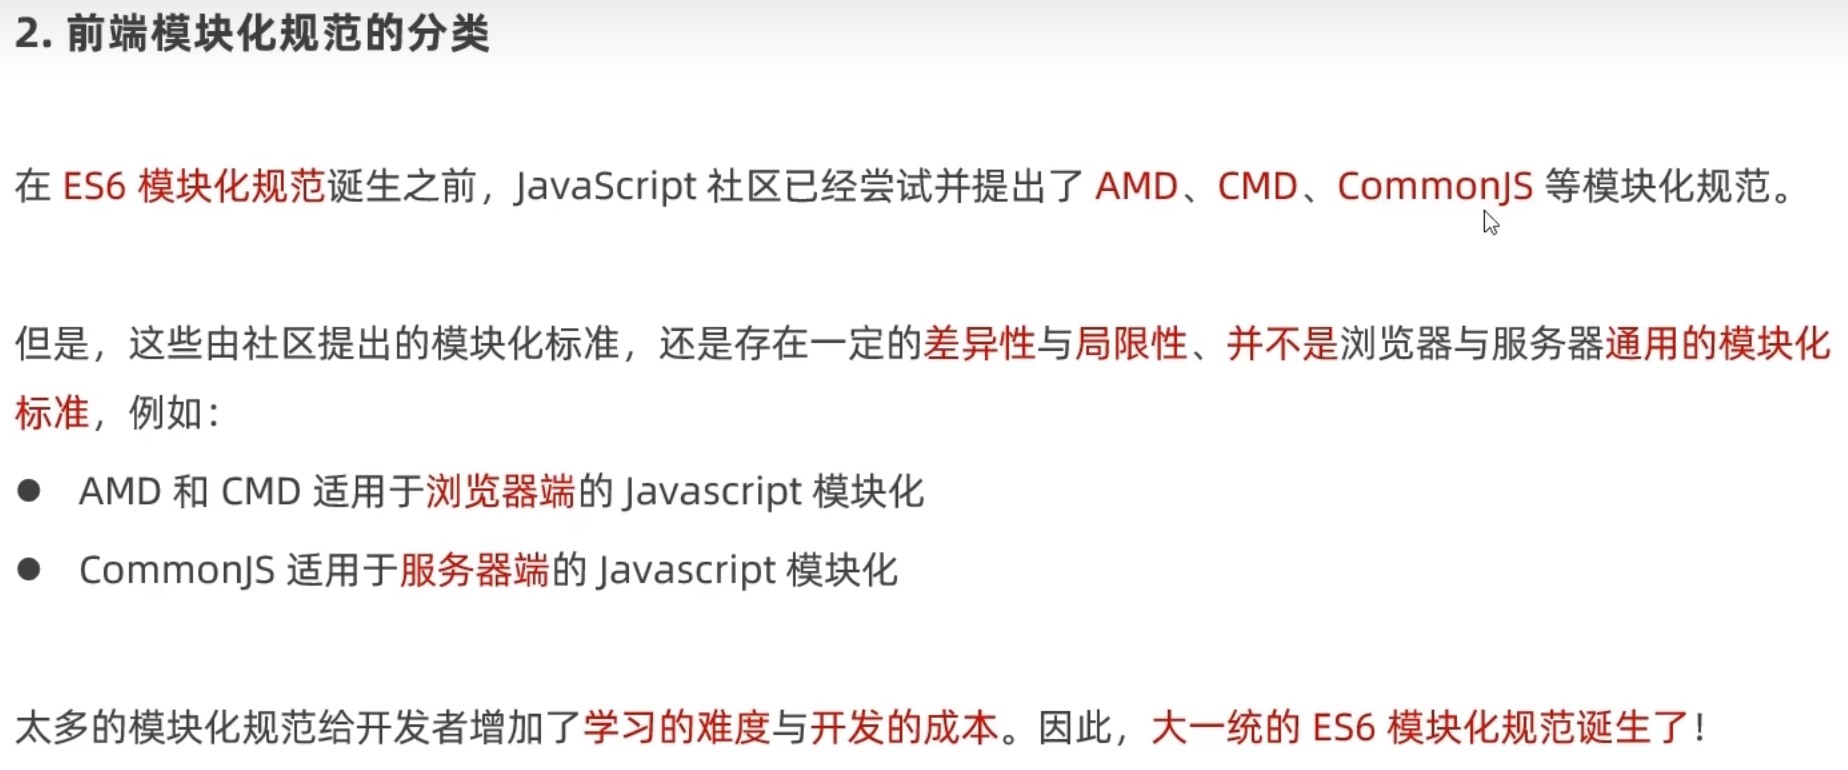 2. 前端模块化规范的分类
在 ES6 模块化规范诞生之前，JavaScript 社区已经尝试并提出了 AMD、CMD、CommonJS 等模块化规范。
但是，这些由社区提出的模块化标准，还是存在一定的差异性与局限性、并不是浏览器与服务器通用的模块化
标准，例如：
● AMD 和 CMD 适用于浏览器端的 Javascript 模块化
● CommonJS 适用于服务器端的 Javascript 模块化
太多的模块化规范给开发者增加了学习的难度与开发的成本。因此，大一统的 ES6 模块化规范诞生了！